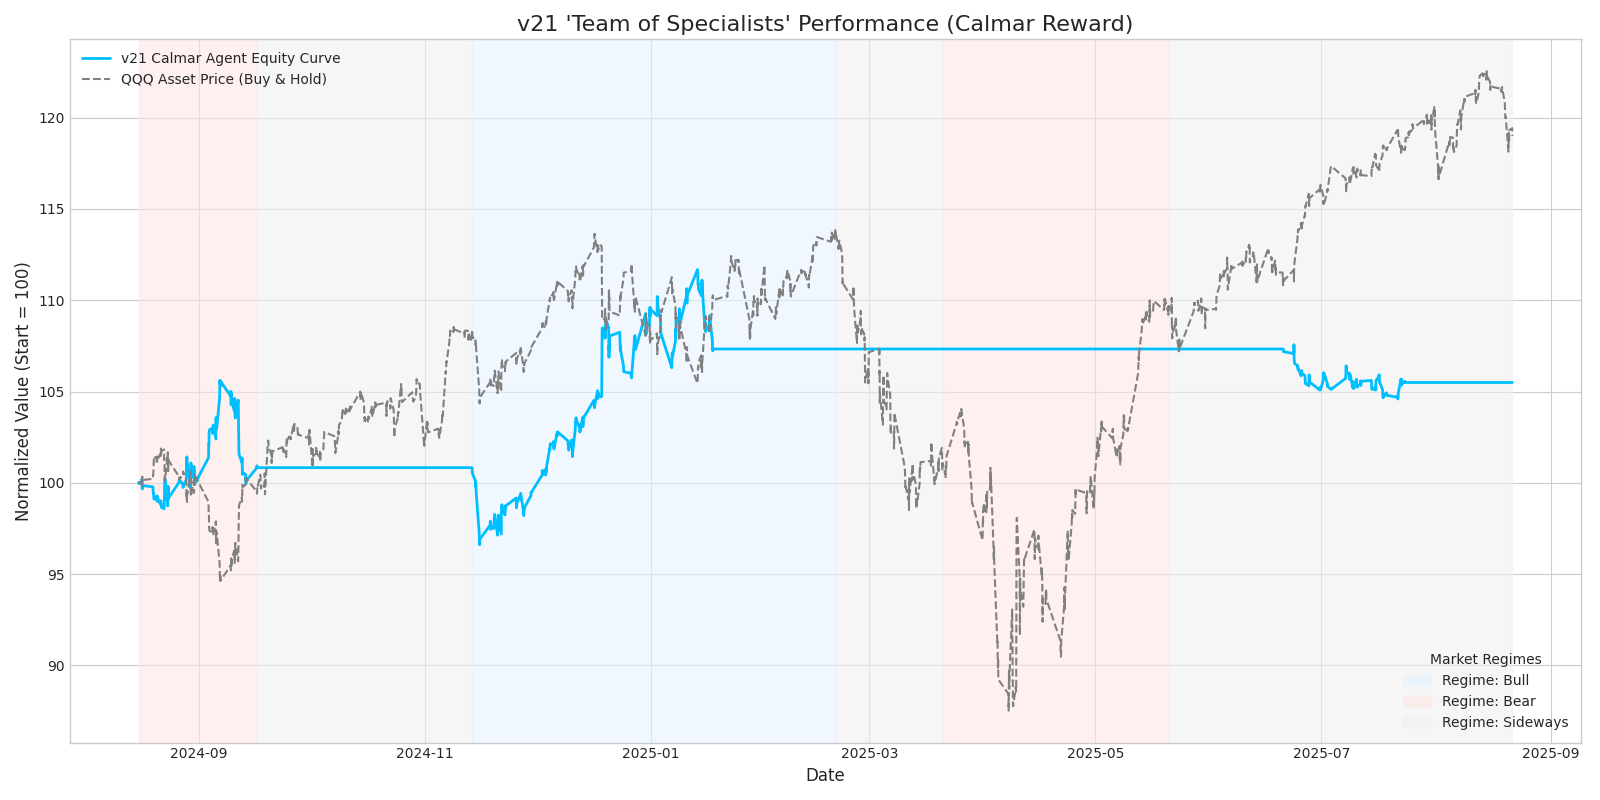 v21 'Team of Specialists' Performance (Calmar Reward)
v21 Calmar Agent Equity Curve
QQQ Asset Price (Buy & Hold)
Normalized Value (Start = 100)
120
115
110
105
100
95
90
Market Regimes
Regime: Bull
Regime: Bear
Regime: Sideways
2024-09
2024-11
2025-01
2025-03
2025-05
2025-07
2025-09
Date